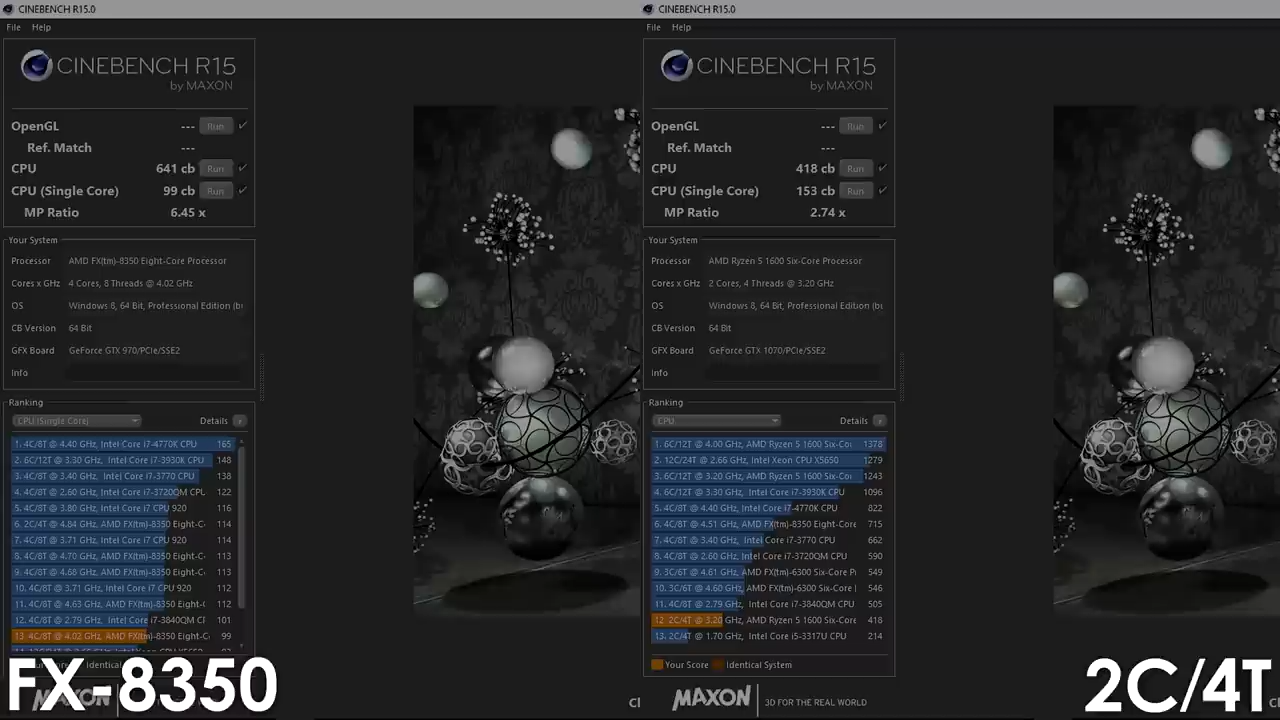 CINEBENCH R15.0
File Help
CINEBENCH R15
by MAXON
OpenGL --- Run
Ref. Match ---
CPU 641 cb Run
CPU (Single Core) 99 cb Run
MP Ratio 6.45 x
Your System
Processor AMD FX(tm)-8350 Eight-Core Processor
Cores x GHz 4 Cores, 8 Threads @ 4.02 GHz
OS Windows 8, 64 Bit, Professional Edition (bu
CB Version 64 Bit
GFX Board GeForce GTX 970/PCIe/SSE2
Info
Ranking
CPU (Single Core) Details
1. 4C/8T @ 4.40 GHz, Intel Core i7-4770K CPU 165
2. 6C/12T @ 3.30 GHz, Intel Core i7-3930K CPU 148
3. 4C/8T @ 3.40 GHz, Intel Core i7-3770 CPU 138
4. 4C/8T @ 2.60 GHz, Intel Core i7-3720QM CPU 122
5. 4C/8T @ 3.80 GHz, Intel Core i7 CPU 920 116
6. 2C/4T @ 4.84 GHz, AMD FX(tm)-8350 Eight-C 114
7. 4C/8T @ 3.71 GHz, Intel Core i7 CPU 920 114
8. 4C/8T @ 4.70 GHz, AMD FX(tm)-8350 Eight-C 113
9. 4C/8T @ 4.68 GHz, AMD FX(tm)-8350 Eight-C 113
10. 4C/8T @ 3.71 GHz, Intel Core i7 CPU 920 112
11. 4C/8T @ 4.63 GHz, AMD FX(tm)-8350 Eight-C 112
12. 4C/8T @ 2.79 GHz, Intel Core i7-3840QM CPU 101
13. 4C/8T @ 4.02 GHz, AMD FX(tm)-8350 Eight-C 99
Identical
FX-8350
CINEBENCH R15.0
File Help
CINEBENCH R15
by MAXON
OpenGL --- Run
Ref. Match ---
CPU 418 cb Run
CPU (Single Core) 153 cb Run
MP Ratio 2.74 x
Your System
Processor AMD Ryzen 5 1600 Six-Core Processor
Cores x GHz 2 Cores, 4 Threads @ 3.20 GHz
OS Windows 8, 64 Bit, Professional Edition (bu
CB Version 64 Bit
GFX Board GeForce GTX 1070/PCIe/SSE2
Info
Ranking
CPU Details
1. 6C/12T @ 4.00 GHz, AMD Ryzen 5 1600 Six-Co 1378
2. 12C/24T @ 2.66 GHz, Intel Xeon CPU X5650 1279
3. 6C/12T @ 3.20 GHz, AMD Ryzen 5 1600 Six-Co 1243
4. 6C/12T @ 3.30 GHz, Intel Core i7-3930K CPU 1096
5. 4C/8T @ 4.40 GHz, Intel Core i7-4770K CPU 822
6. 4C/8T @ 4.51 GHz, AMD FX(tm)-8350 Eight-Core 715
7. 4C/8T @ 3.40 GHz, Intel Core i7-3770 CPU 662
8. 4C/8T @ 2.60 GHz, Intel Core i7-3720QM CPU 590
9. 3C/6T @ 4.61 GHz, AMD FX(tm)-6300 Six-Core P 549
10. 3C/6T @ 4.60 GHz, AMD FX(tm)-6300 Six-Core 546
11. 4C/8T @ 2.79 GHz, Intel Core i7-3840QM CPU 505
12. 2C/4T @ 3.20 GHz, AMD Ryzen 5 1600 Six-Core 418
13. 2C/4T @ 1.70 GHz, Intel Core i5-3317U CPU 214
Your Score Identical System
MAXON 3D FOR THE REAL WORLD
2C/4T